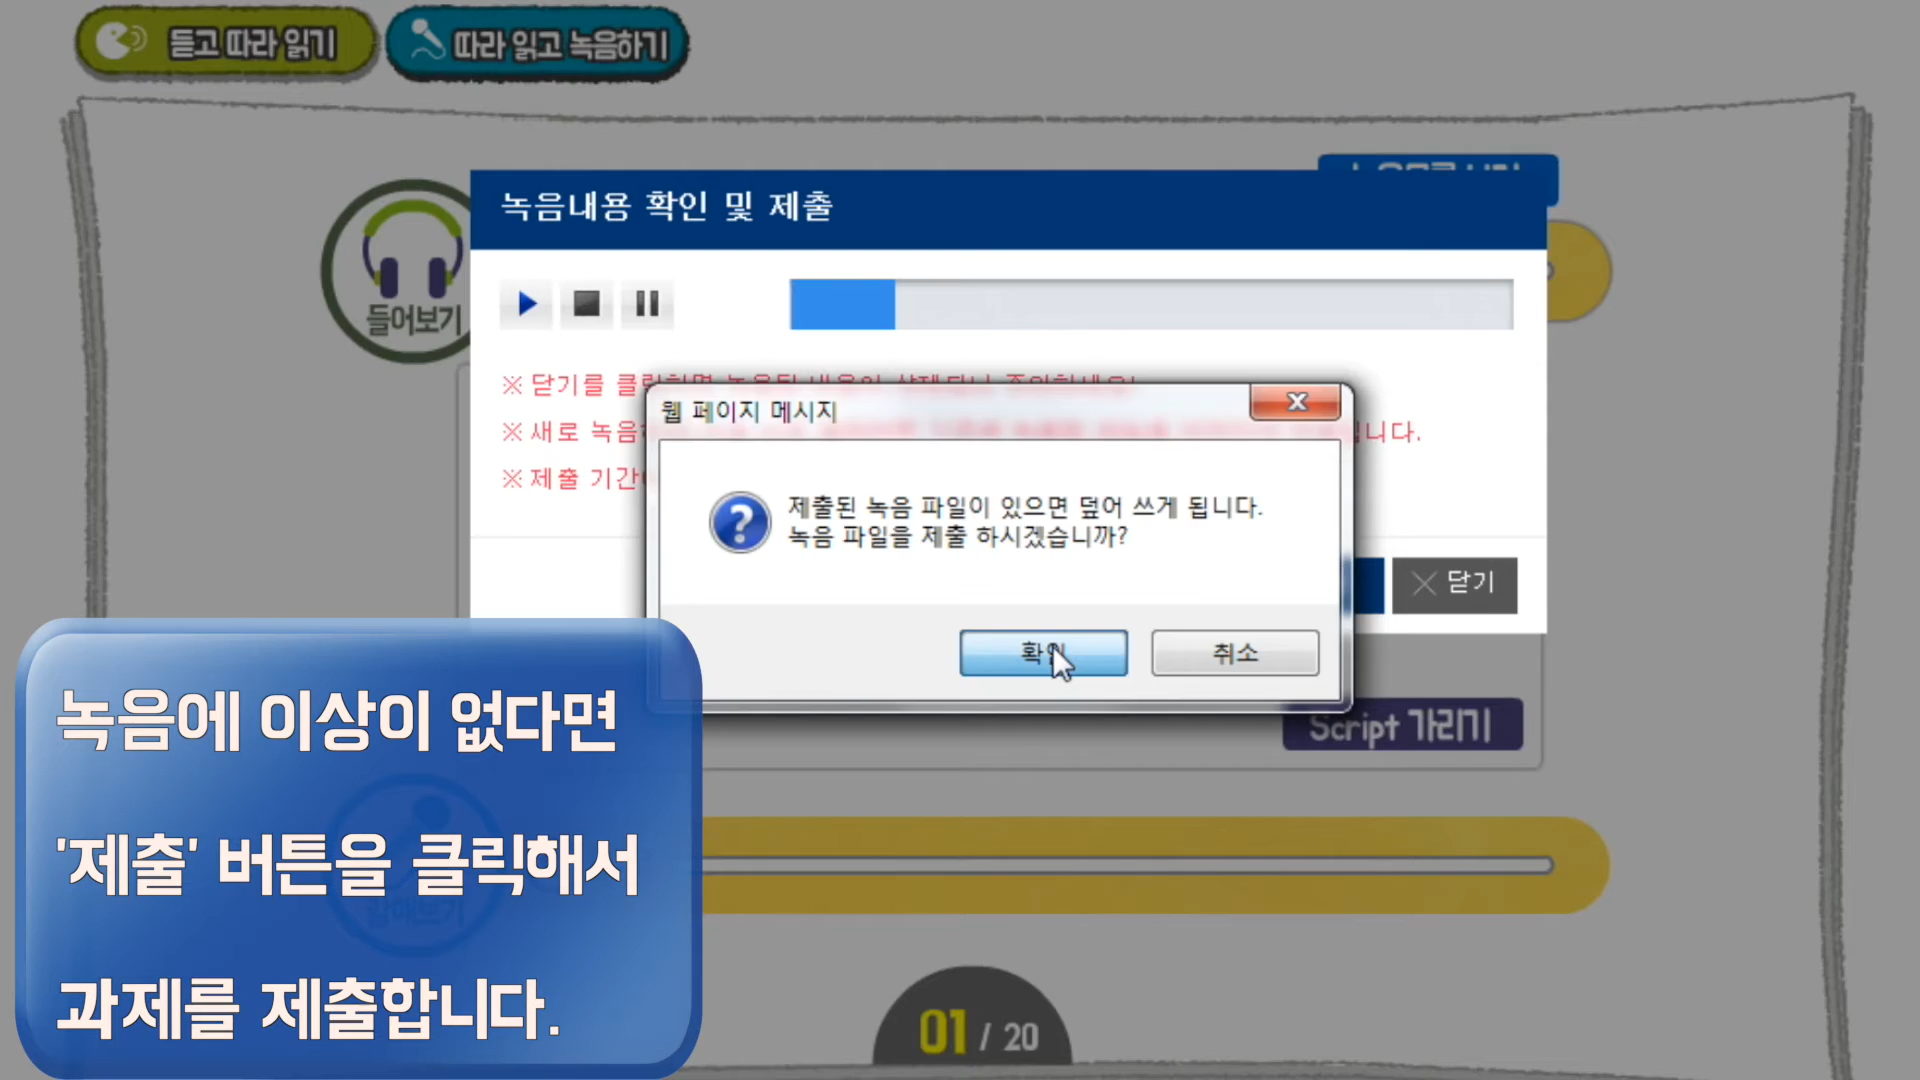 듣고 따라 읽기
따라 읽고 녹음하기
녹음내용 확인 및 제출
들어보기
※ 닫기를
※ 새로
니다.
※ 제출 기간
웹 페이지 메시지
제출된 녹음 파일이 있으면 덮어 쓰게 됩니다.
녹음 파일을 제출 하시겠습니까?
닫기
확인
취소
Script 가리기
녹음에 이상이 없다면
'제출' 버튼을 클릭해서
과제를 제출합니다.
01 / 20